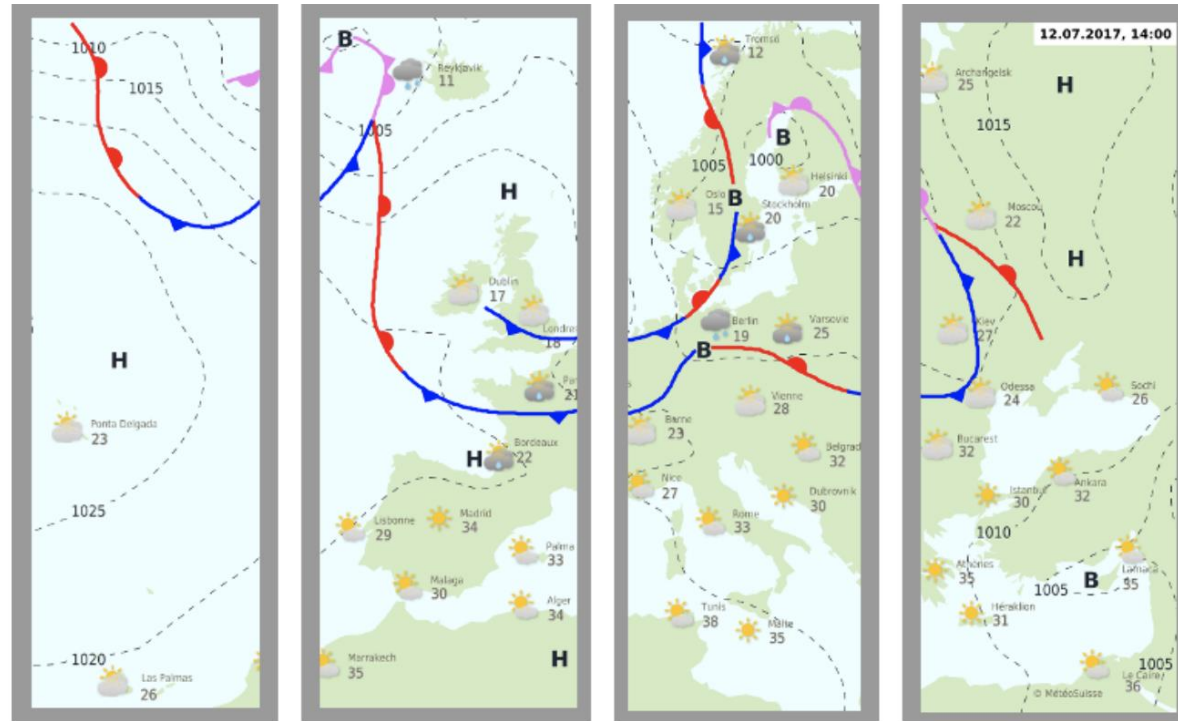 1010
1015
H
Ponta Delgada
23
1025
1020
Las Palmas
26
B
Reykjavik
11
1005
H
Dublin
17
Londres
18
21
Bordeaux
22
H
Lisbonne
29
Madrid
34
Palma
33
Malaga
30
Alger
34
Marrakech
35
H
Tromsö
12
B
1005
1000
Helsinki
20
Oslo
15
B
Stockholm
20
Berlin
19
Varsovie
25
B
Vienne
28
Berne
23
Belgrad
32
Nice
27
Dubrovnik
30
Rome
33
Tunis
38
Malte
35
12.07.2017, 14:00
Archangelsk
25
H
1015
Moscou
22
H
Kiev
27
Odessa
24
Sochi
26
Bucarest
32
Ankara
32
Istanbul
30
1010
Athènes
35
B
Larnaca
35
1005
Héraklion
31
1005
Le Caire
36
© MétéoSuisse